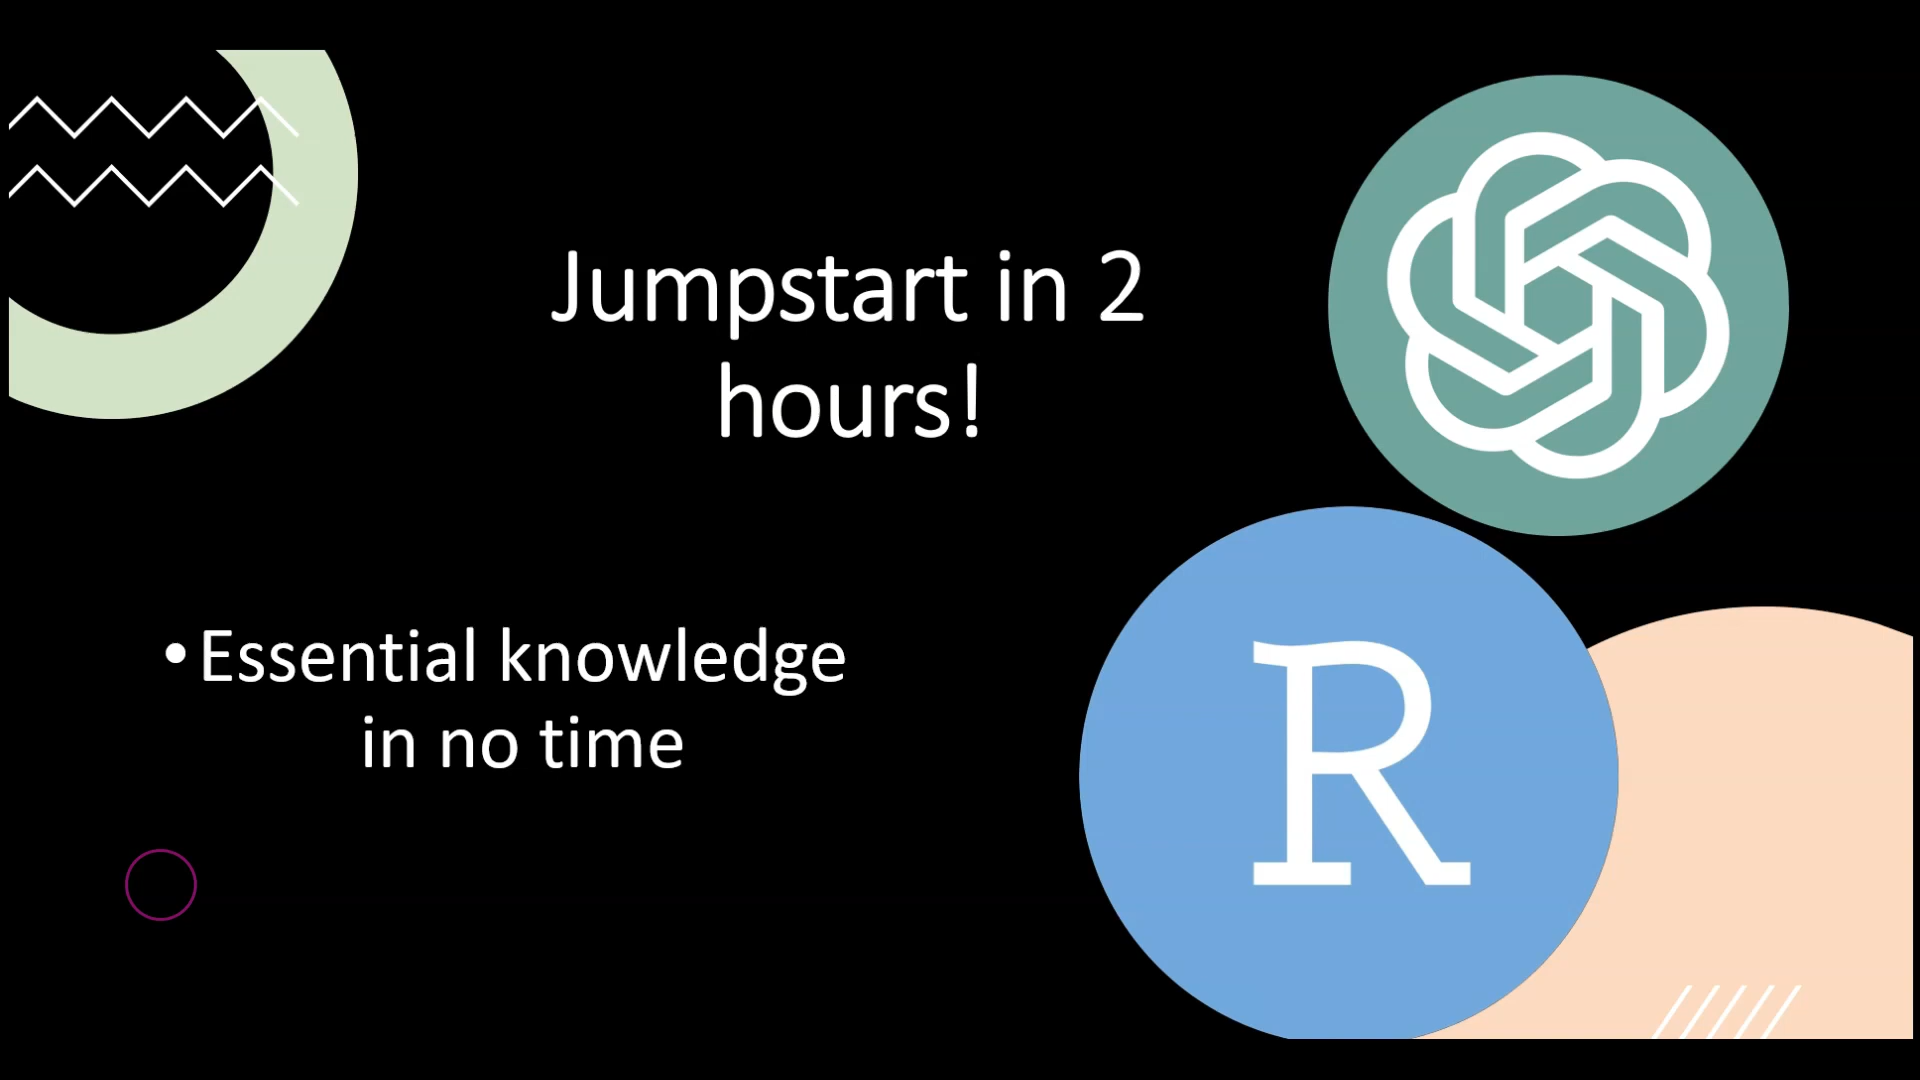 Jumpstart in 2
hours!
•Essential knowledge
in no time
R